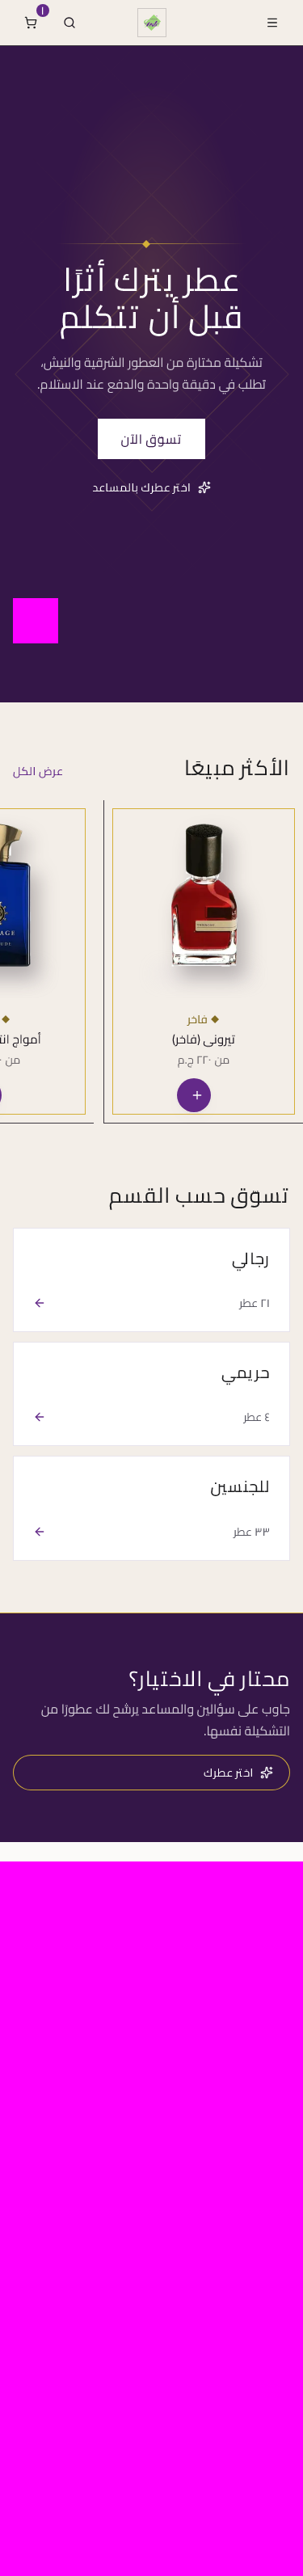 ١
عطر يترك أثرًا
قبل أن تتكلم
تشكيلة مختارة من العطور الشرقية والنيش،
تطلب في دقيقة واحدة والدفع عند الاستلام.
تسوق الآن
اختر عطرك بالمساعد
الأكثر مبيعًا
عرض الكل
فاخر
تيرونى (فاخر)
من ٢٢٠ ج.م
أمواج
من
تسوّق حسب القسم
رجالي
٢١ عطر
حريمي
٤ عطر
للجنسين
٣٣ عطر
محتار في الاختيار؟
جاوب على سؤالين والمساعد يرشح لك عطورًا من
التشكيلة نفسها.
اختر عطرك